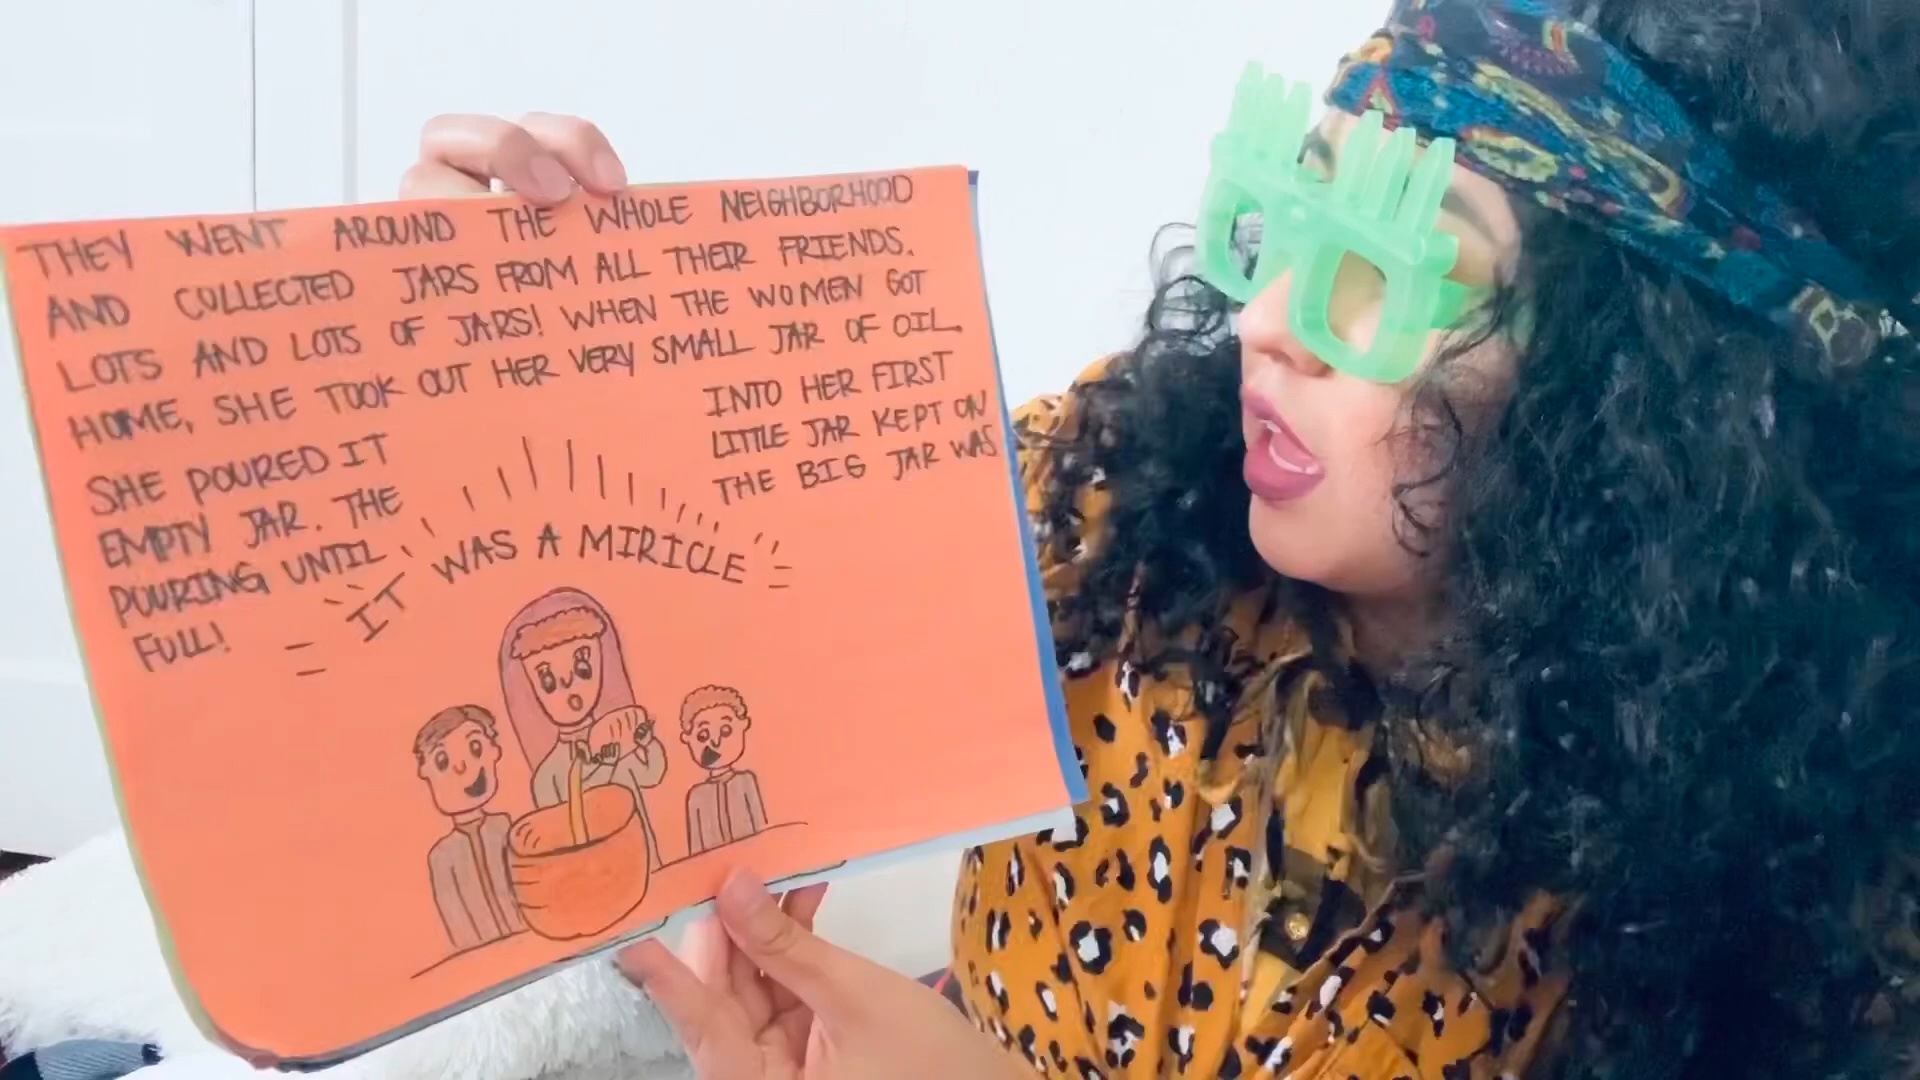 THEY WENT AROUND THE WHOLE NEIGHBORHOOD
AND COLLECTED JARS FROM ALL THEIR FRIENDS.
LOTS AND LOTS OF JARS! WHEN THE WOMEN GOT
HOME, SHE TOOK OUT HER VERY SMALL JAR OF OIL.
SHE POURED IT INTO HER FIRST
EMPTY JAR. THE LITTLE JAR KEPT ON
POURING UNTIL THE BIG JAR WAS
FULL!
IT WAS A MIRICLE